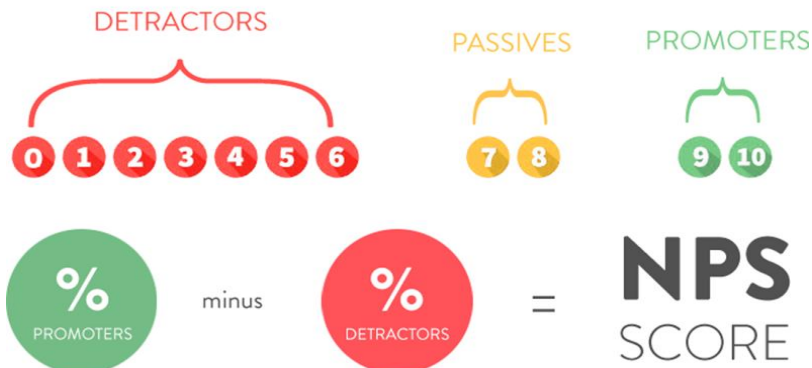 DETRACTORS
PASSIVES
PROMOTERS
0 1 2 3 4 5 6
7 8
9 10
%
PROMOTERS
minus
%
DETRACTORS
=
NPS
SCORE